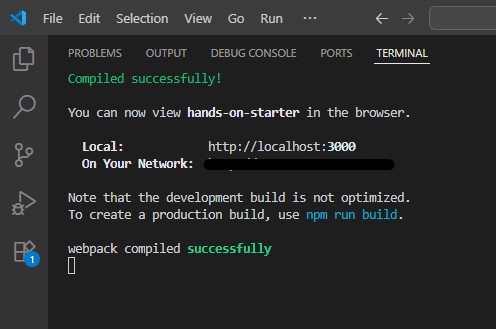 File Edit Selection View Go Run ...
PROBLEMS OUTPUT DEBUG CONSOLE PORTS TERMINAL
Compiled successfully!
You can now view hands-on-starter in the browser.
Local: http://localhost:3000
On Your Network:
Note that the development build is not optimized.
To create a production build, use npm run build.
webpack compiled successfully
1